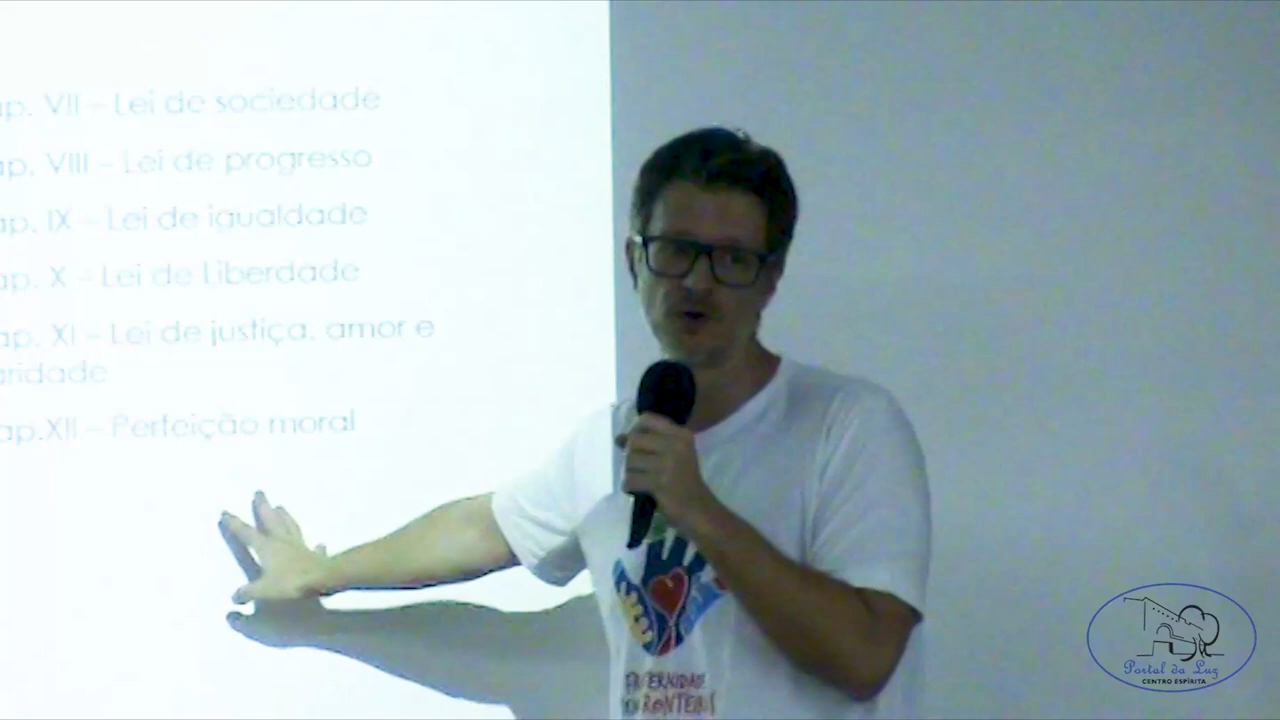 ap. VII – Lei de sociedade
ap. VIII – Lei de progresso
ap. IX – Lei de igualdade
ap. X – Lei de Liberdade
ap. XI – Lei de justiça, amor e
aridade
ap.XII – Perfeição moral
Portal da Luz
CENTRO ESPÍRITA